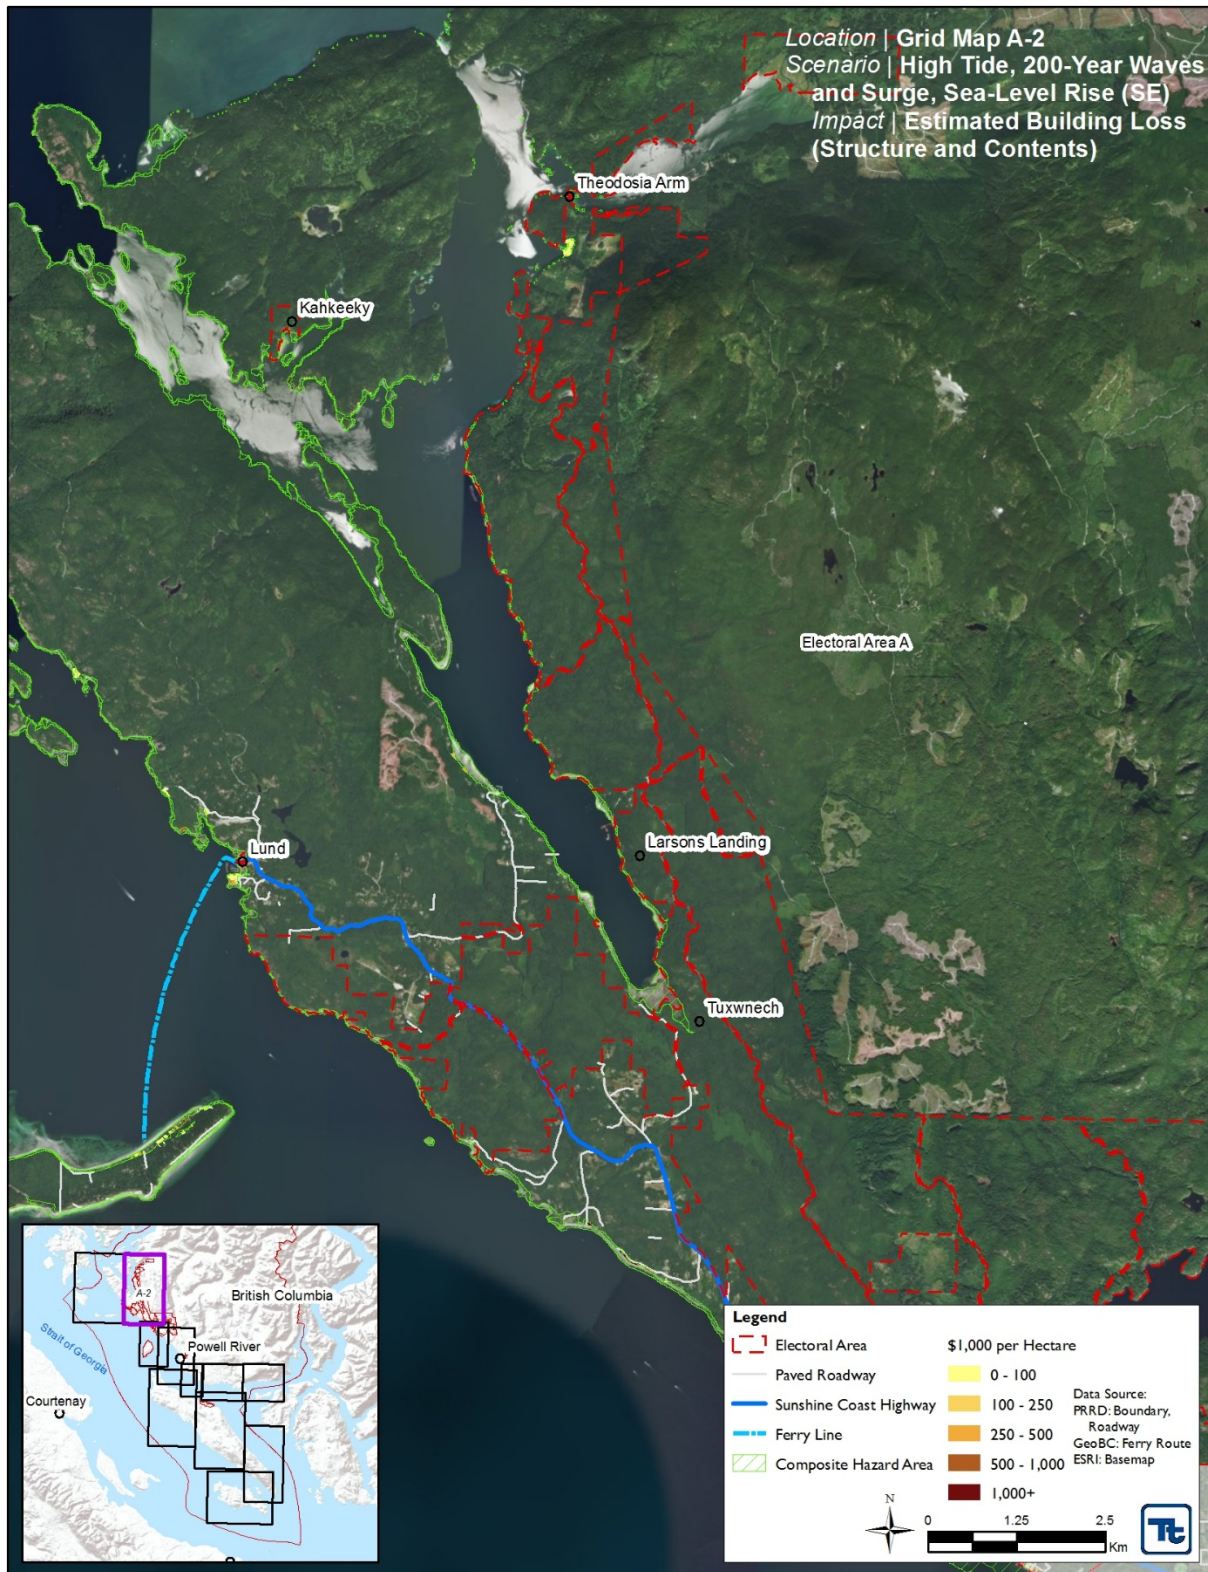 Location | Grid Map A-2
Scenario | High Tide, 200-Year Waves
and Surge, Sea-Level Rise (SE)
Impact | Estimated Building Loss
(Structure and Contents)
Theodosia Arm
Kahkeeky
Electoral Area A
Larsons Landing
Lund
Tuxwnech
A-2
British Columbia
Strait of Georgia
Powell River
Courtenay
Legend
Electoral Area
Paved Roadway
Sunshine Coast Highway
Ferry Line
Composite Hazard Area
$1,000 per Hectare
0 - 100
100 - 250
250 - 500
500 - 1,000
1,000+
Data Source:
PRRD: Boundary,
Roadway
GeoBC: Ferry Route
ESRI: Basemap
N
0 1.25 2.5
Km
Tt